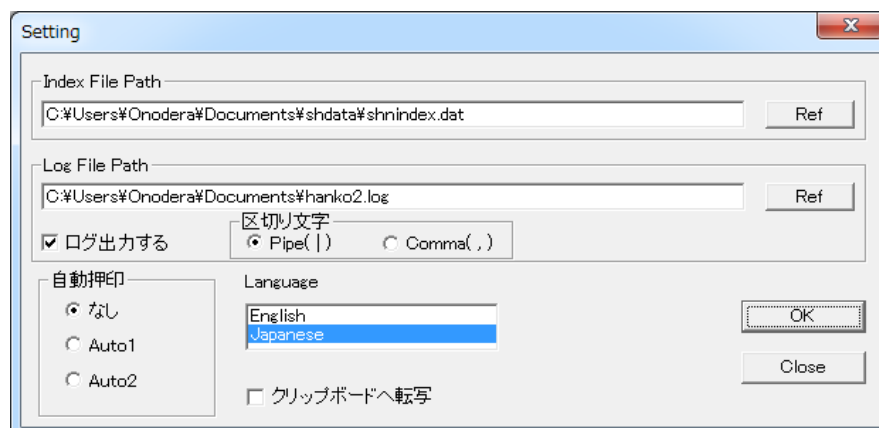 Setting
Index File Path
C:¥Users¥Onodera¥Documents¥shdata¥shnindex.dat
Ref
Log File Path
C:¥Users¥Onodera¥Documents¥hanko2.log
Ref
ログ出力する
区切り文字
Pipe(|)
Comma(,)
自動押印
なし
Auto1
Auto2
Language
English
Japanese
クリップボードへ転写
OK
Close